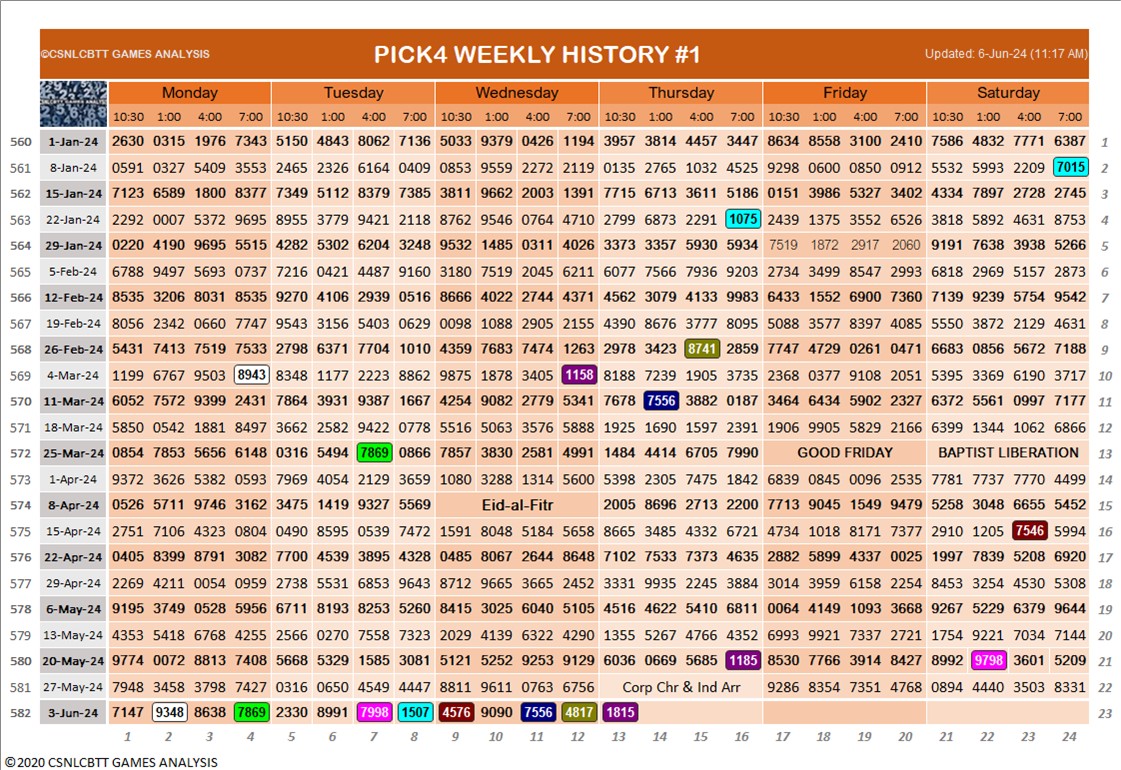 ©CSNLCBTT GAMES ANALYSIS PICK4 WEEKLY HISTORY #1 Updated: 6-Jun-24 (11:17 AM)
CSNLCBTT GAMES ANALYSIS Monday Tuesday Wednesday Thursday Friday Saturday
10:30 1:00 4:00 7:00 10:30 1:00 4:00 7:00 10:30 1:00 4:00 7:00 10:30 1:00 4:00 7:00 10:30 1:00 4:00 7:00 10:30 1:00 4:00 7:00
560 1-Jan-24 2630 0315 1976 7343 5150 4843 8062 7136 5033 9379 0426 1194 3957 3814 4457 3447 8634 8558 3100 2410 7586 4832 7771 6387 1
561 8-Jan-24 0591 0327 5409 3553 2465 2326 6164 0409 0853 9559 2272 2119 0135 2765 1032 4525 9298 0600 0850 0912 5532 5993 2209 7015 2
562 15-Jan-24 7123 6589 1800 8377 7349 5112 8379 7385 3811 9662 2003 1391 7715 6713 3611 5186 0151 3986 5327 3402 4334 7897 2728 2745 3
563 22-Jan-24 2292 0007 5372 9695 8955 3779 9421 2118 8762 9546 0764 4710 2799 6873 2291 1075 2439 1375 3552 6526 3818 5892 4631 8753 4
564 29-Jan-24 0220 4190 9695 5515 4282 5302 6204 3248 9532 1485 0311 4026 3373 3357 5930 5934 7519 1872 2917 2060 9191 7638 3938 5266 5
565 5-Feb-24 6788 9497 5693 0737 7216 0421 4487 9160 3180 7519 2045 6211 6077 7566 7936 9203 2734 3499 8547 2993 6818 2969 5157 2873 6
566 12-Feb-24 8535 3206 8031 8535 9270 4106 2939 0516 8666 4022 2744 4371 4562 3079 4133 9983 6433 1552 6900 7360 7139 9239 5754 9542 7
567 19-Feb-24 8056 2342 0660 7747 9543 3156 5403 0629 0098 1088 2905 2155 4390 8676 3777 8095 5088 3577 8397 4085 5550 3872 2129 4631 8
568 26-Feb-24 5431 7413 7519 7533 2798 6371 7704 1010 4359 7683 7474 1263 2978 3423 8741 2859 7747 4729 0261 0471 6683 0856 5672 7188 9
569 4-Mar-24 1199 6767 9503 8943 8348 1177 2223 8862 9875 1878 3405 1158 8188 7239 1905 3735 2368 0377 9108 2051 5395 3369 6190 3717 10
570 11-Mar-24 6052 7572 9399 2431 7864 3931 9387 1667 4254 9082 2779 5341 7678 7556 3882 0187 3464 6434 5902 2327 6372 5561 0997 7177 11
571 18-Mar-24 5850 0542 1881 8497 3662 2582 9422 0778 5516 5063 3576 5888 1925 1690 1597 2391 1906 9905 5829 2166 6399 1344 1062 6866 12
572 25-Mar-24 0854 7853 5656 6148 0316 5494 7869 0866 7857 3830 2581 4991 1484 4414 6705 7990 GOOD FRIDAY BAPTIST LIBERATION 13
573 1-Apr-24 9372 3626 5382 0593 7969 4054 2129 3659 1080 3288 1314 5600 5398 2305 7475 1842 6839 0845 0096 2535 7781 7737 7770 4499 14
574 8-Apr-24 0526 5711 9746 3162 3475 1419 9327 5569 Eid-al-Fitr 2005 8696 2713 2200 7713 9045 1549 9479 5258 3048 6655 5452 15
575 15-Apr-24 2751 7106 4323 0804 0490 8595 0539 7472 1591 8048 5184 5658 8665 3485 4332 6721 4734 1018 8171 7377 2910 1205 7546 5994 16
576 22-Apr-24 0405 8399 8791 3082 7700 4539 3895 4328 0485 8067 2644 8648 7102 7533 7373 4635 2882 5899 4337 0025 1997 7839 5208 6920 17
577 29-Apr-24 2269 4211 0054 0959 2738 5531 6853 9643 8712 9665 3665 2452 3331 9935 2245 3884 3014 3959 6158 2254 8453 3254 4530 5308 18
578 6-May-24 9195 3749 0528 5956 6711 8193 8253 5260 8415 3025 6040 5105 4516 4622 5410 6811 0064 4149 1093 3668 9267 5229 6379 9644 19
579 13-May-24 4353 5418 6768 4255 2566 0270 7558 7323 2029 4139 6322 4290 1355 5267 4766 4352 6993 9921 7337 2721 1754 9221 7034 7144 20
580 20-May-24 9774 0072 8813 7408 5668 5329 1585 3081 5121 5252 9253 9129 6036 0669 5685 1185 8530 7766 3914 8427 8992 9798 3601 5209 21
581 27-May-24 7948 3458 3798 7427 0316 0650 4549 4447 8811 9611 0763 6756 Corp Chr & Ind Arr 9286 8354 7351 4768 0894 4440 3503 8331 22
582 3-Jun-24 7147 9348 8638 7869 2330 8991 7998 1507 4576 9090 7556 4817 1815 23
1 2 3 4 5 6 7 8 9 10 11 12 13 14 15 16 17 18 19 20 21 22 23 24
©2020 CSNLCBTT GAMES ANALYSIS